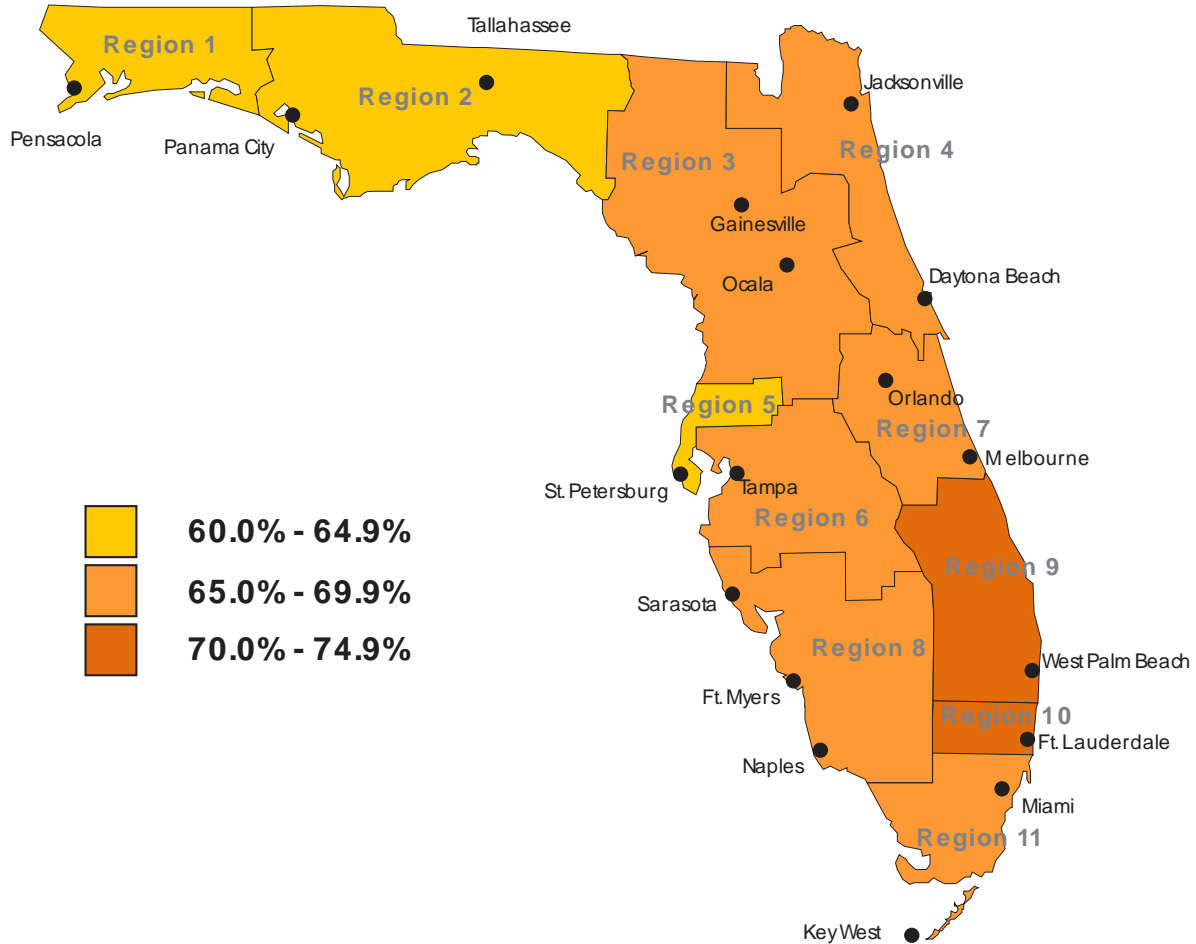 Tallahassee
Region 1
Region 2
Jacksonville
Pensacola
Panama City
Region 3
Region 4
Gainesville
Ocala
Daytona Beach
Region 5
Orlando
Region 7
Melbourne
St. Petersburg
Tampa
Region 6
60.0% - 64.9%
65.0% - 69.9%
70.0% - 74.9%
Region 9
Sarasota
Region 8
West Palm Beach
Ft. Myers
Region 10
Ft. Lauderdale
Naples
Miami
Region 11
Key West